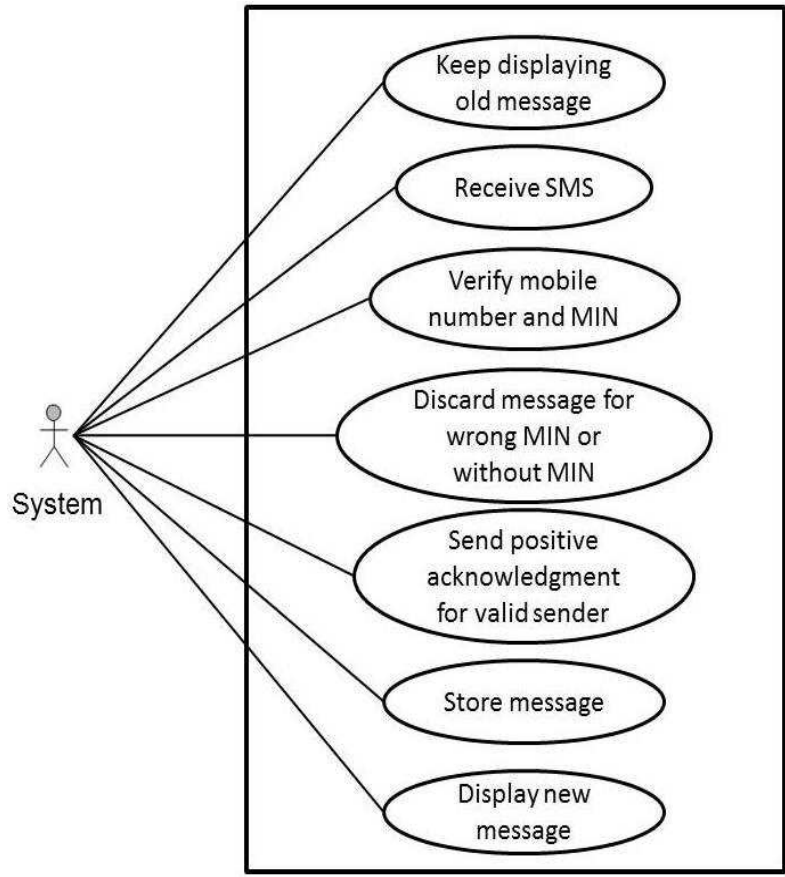 Keep displaying
old message
Receive SMS
Verify mobile
number and MIN
Discard message for
wrong MIN or
without MIN
System
Send positive
acknowledgment
for valid sender
Store message
Display new
message